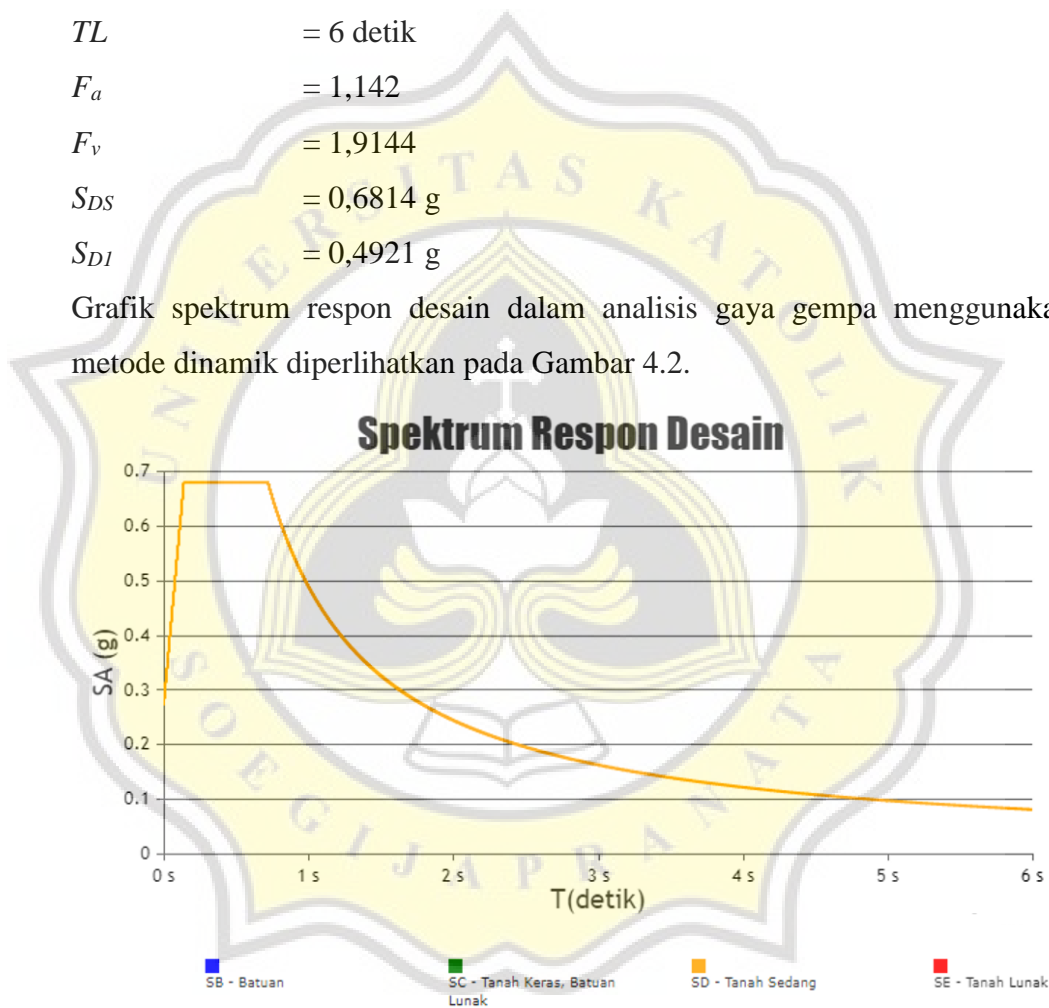 TL = 6 detik
Fa = 1,142
Fv = 1,9144
SDS = 0,6814 g
SD1 = 0,4921 g
Grafik spektrum respon desain dalam analisis gaya gempa menggunaka
metode dinamik diperlihatkan pada Gambar 4.2.
Spektrum Respon Desain
0.7
0.6
0.5
0.4
0.3
0.2
0.1
0
SA (g)
0 s 1 s 2 s 3 s 4 s 5 s 6 s
T(detik)
SB - Batuan
SC - Tanah Keras, Batuan
Lunak
SD - Tanah Sedang
SE - Tanah Lunak
UNIVERSITAS KATOLIK
SOEGIJAPRANATA